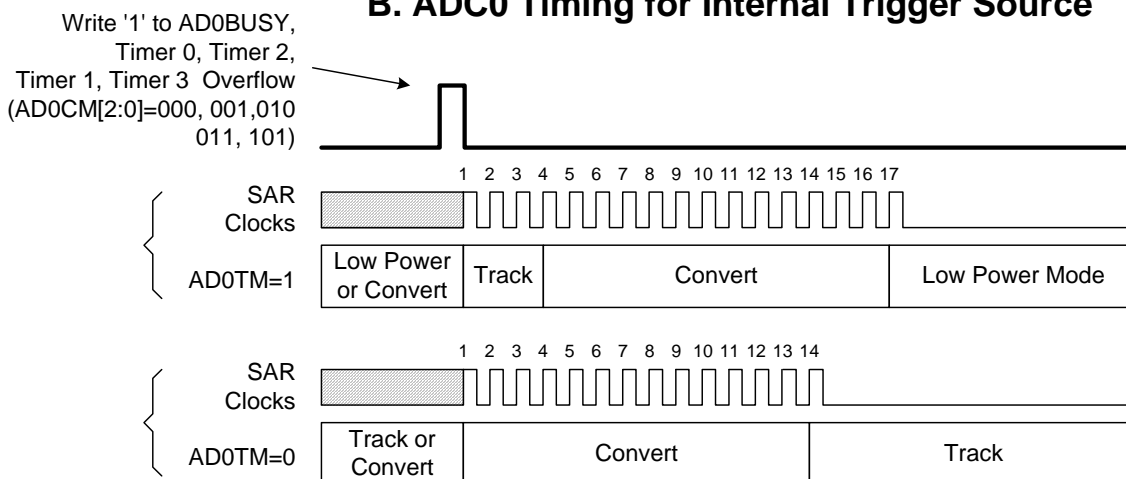 B. ADC0 Timing for Internal Trigger Source
Write '1' to AD0BUSY,
Timer 0, Timer 2,
Timer 1, Timer 3 Overflow
(AD0CM[2:0]=000, 001,010
011, 101)
1 2 3 4 5 6 7 8 9 10 11 12 13 14 15 16 17
SAR
Clocks
AD0TM=1
Low Power
or Convert
Track
Convert
Low Power Mode
1 2 3 4 5 6 7 8 9 10 11 12 13 14
SAR
Clocks
AD0TM=0
Track or
Convert
Convert
Track